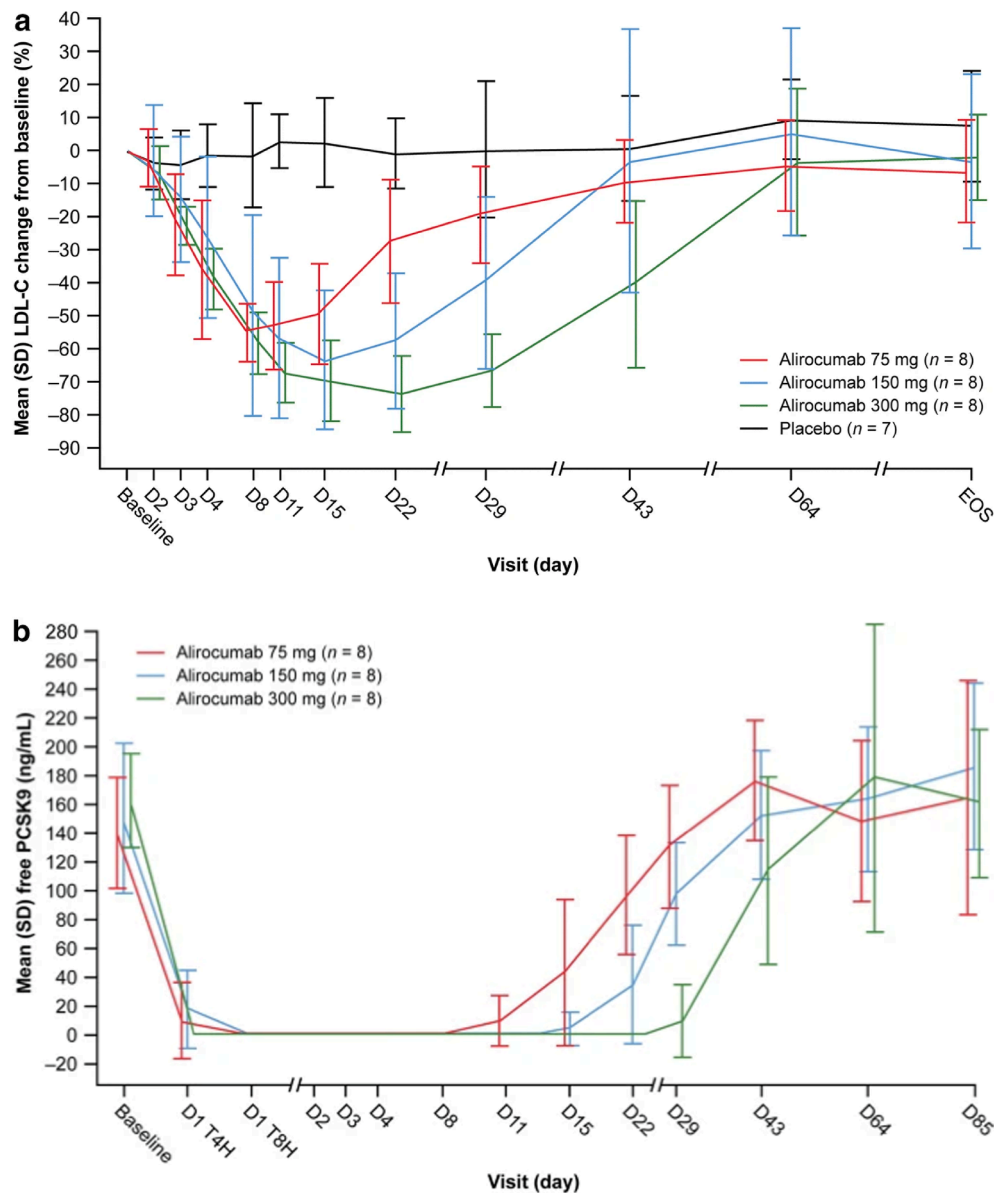 a
Mean (SD) LDL-C change from baseline (%)
40
30
20
10
0
–10
–20
–30
–40
–50
–60
–70
–80
–90
Alirocumab 75 mg (n = 8)
Alirocumab 150 mg (n = 8)
Alirocumab 300 mg (n = 8)
Placebo (n = 7)
Baseline
D2
D3
D4
D8
D11
D15
D22
D29
D43
D64
EOS
Visit (day)
b
Mean (SD) free PCSK9 (ng/mL)
280
260
240
220
200
180
160
140
120
100
80
60
40
20
0
–20
Alirocumab 75 mg (n = 8)
Alirocumab 150 mg (n = 8)
Alirocumab 300 mg (n = 8)
Baseline
D1 T4H
D1 T8H
D2
D3
D4
D8
D11
D15
D22
D29
D43
D64
D85
Visit (day)